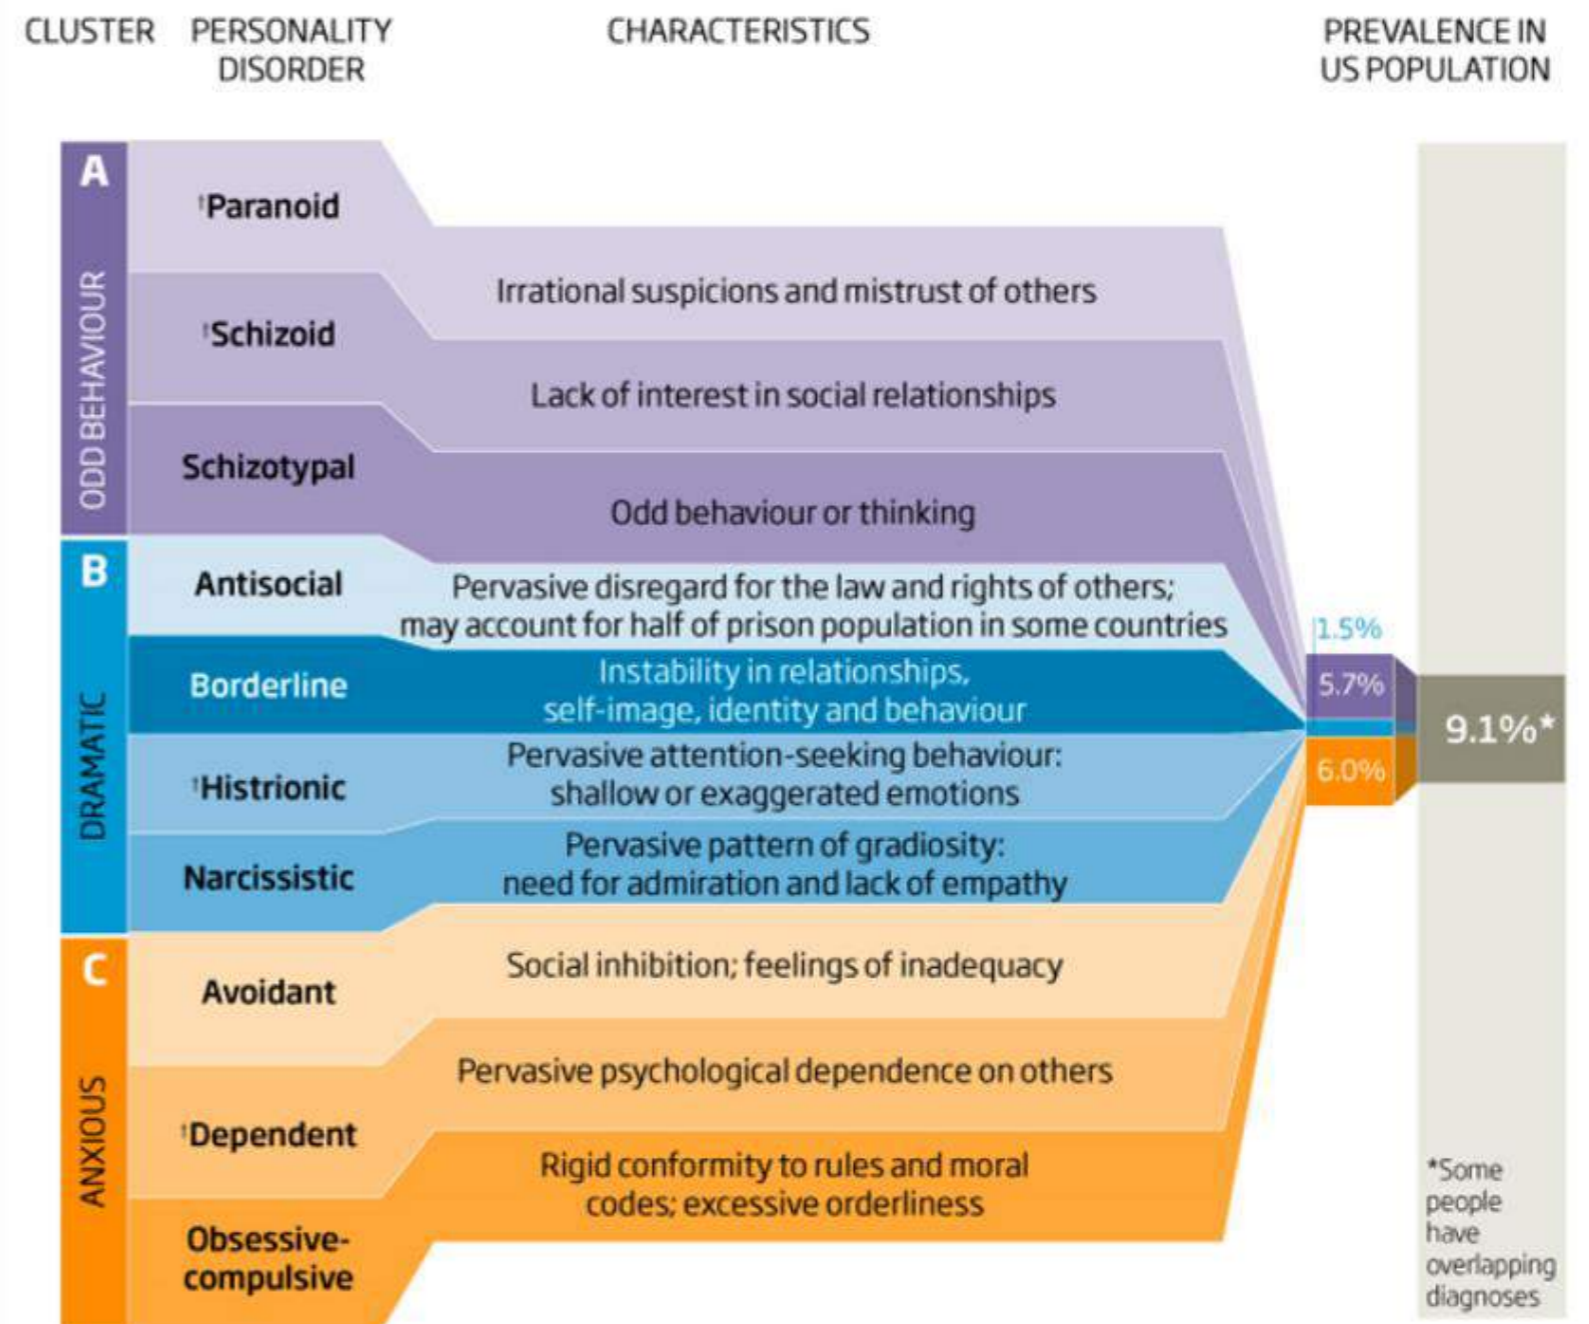 CLUSTER
PERSONALITY
DISORDER
CHARACTERISTICS
PREVALENCE IN
US POPULATION
A
ODD BEHAVIOUR
†Paranoid
Irrational suspicions and mistrust of others
†Schizoid
Lack of interest in social relationships
Schizotypal
Odd behaviour or thinking
B
DRAMATIC
Antisocial
Pervasive disregard for the law and rights of others;
may account for half of prison population in some countries
Borderline
Instability in relationships,
self-image, identity and behaviour
†Histrionic
Pervasive attention-seeking behaviour:
shallow or exaggerated emotions
Narcissistic
Pervasive pattern of gradiosity:
need for admiration and lack of empathy
C
ANXIOUS
Avoidant
Social inhibition; feelings of inadequacy
†Dependent
Pervasive psychological dependence on others
Obsessive-
compulsive
Rigid conformity to rules and moral
codes; excessive orderliness
1.5%
5.7%
6.0%
9.1%*
*Some
people
have
overlapping
diagnoses